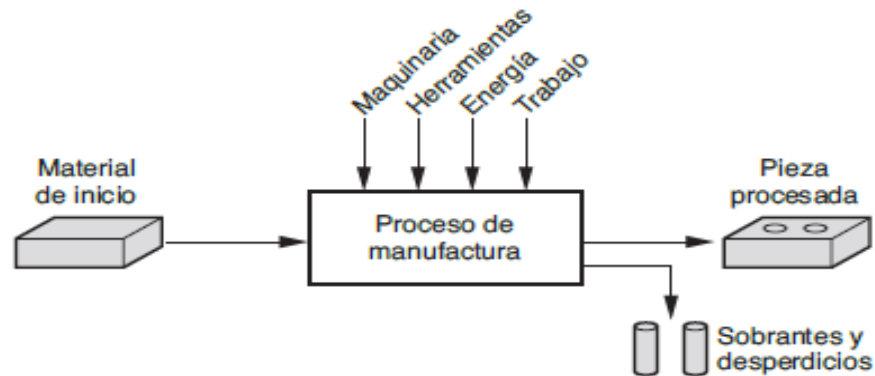 Maquinaria
Herramientas
Energía
Trabajo
Material
de inicio
Proceso de
manufactura
Pieza
procesada
Sobrantes y
desperdicios